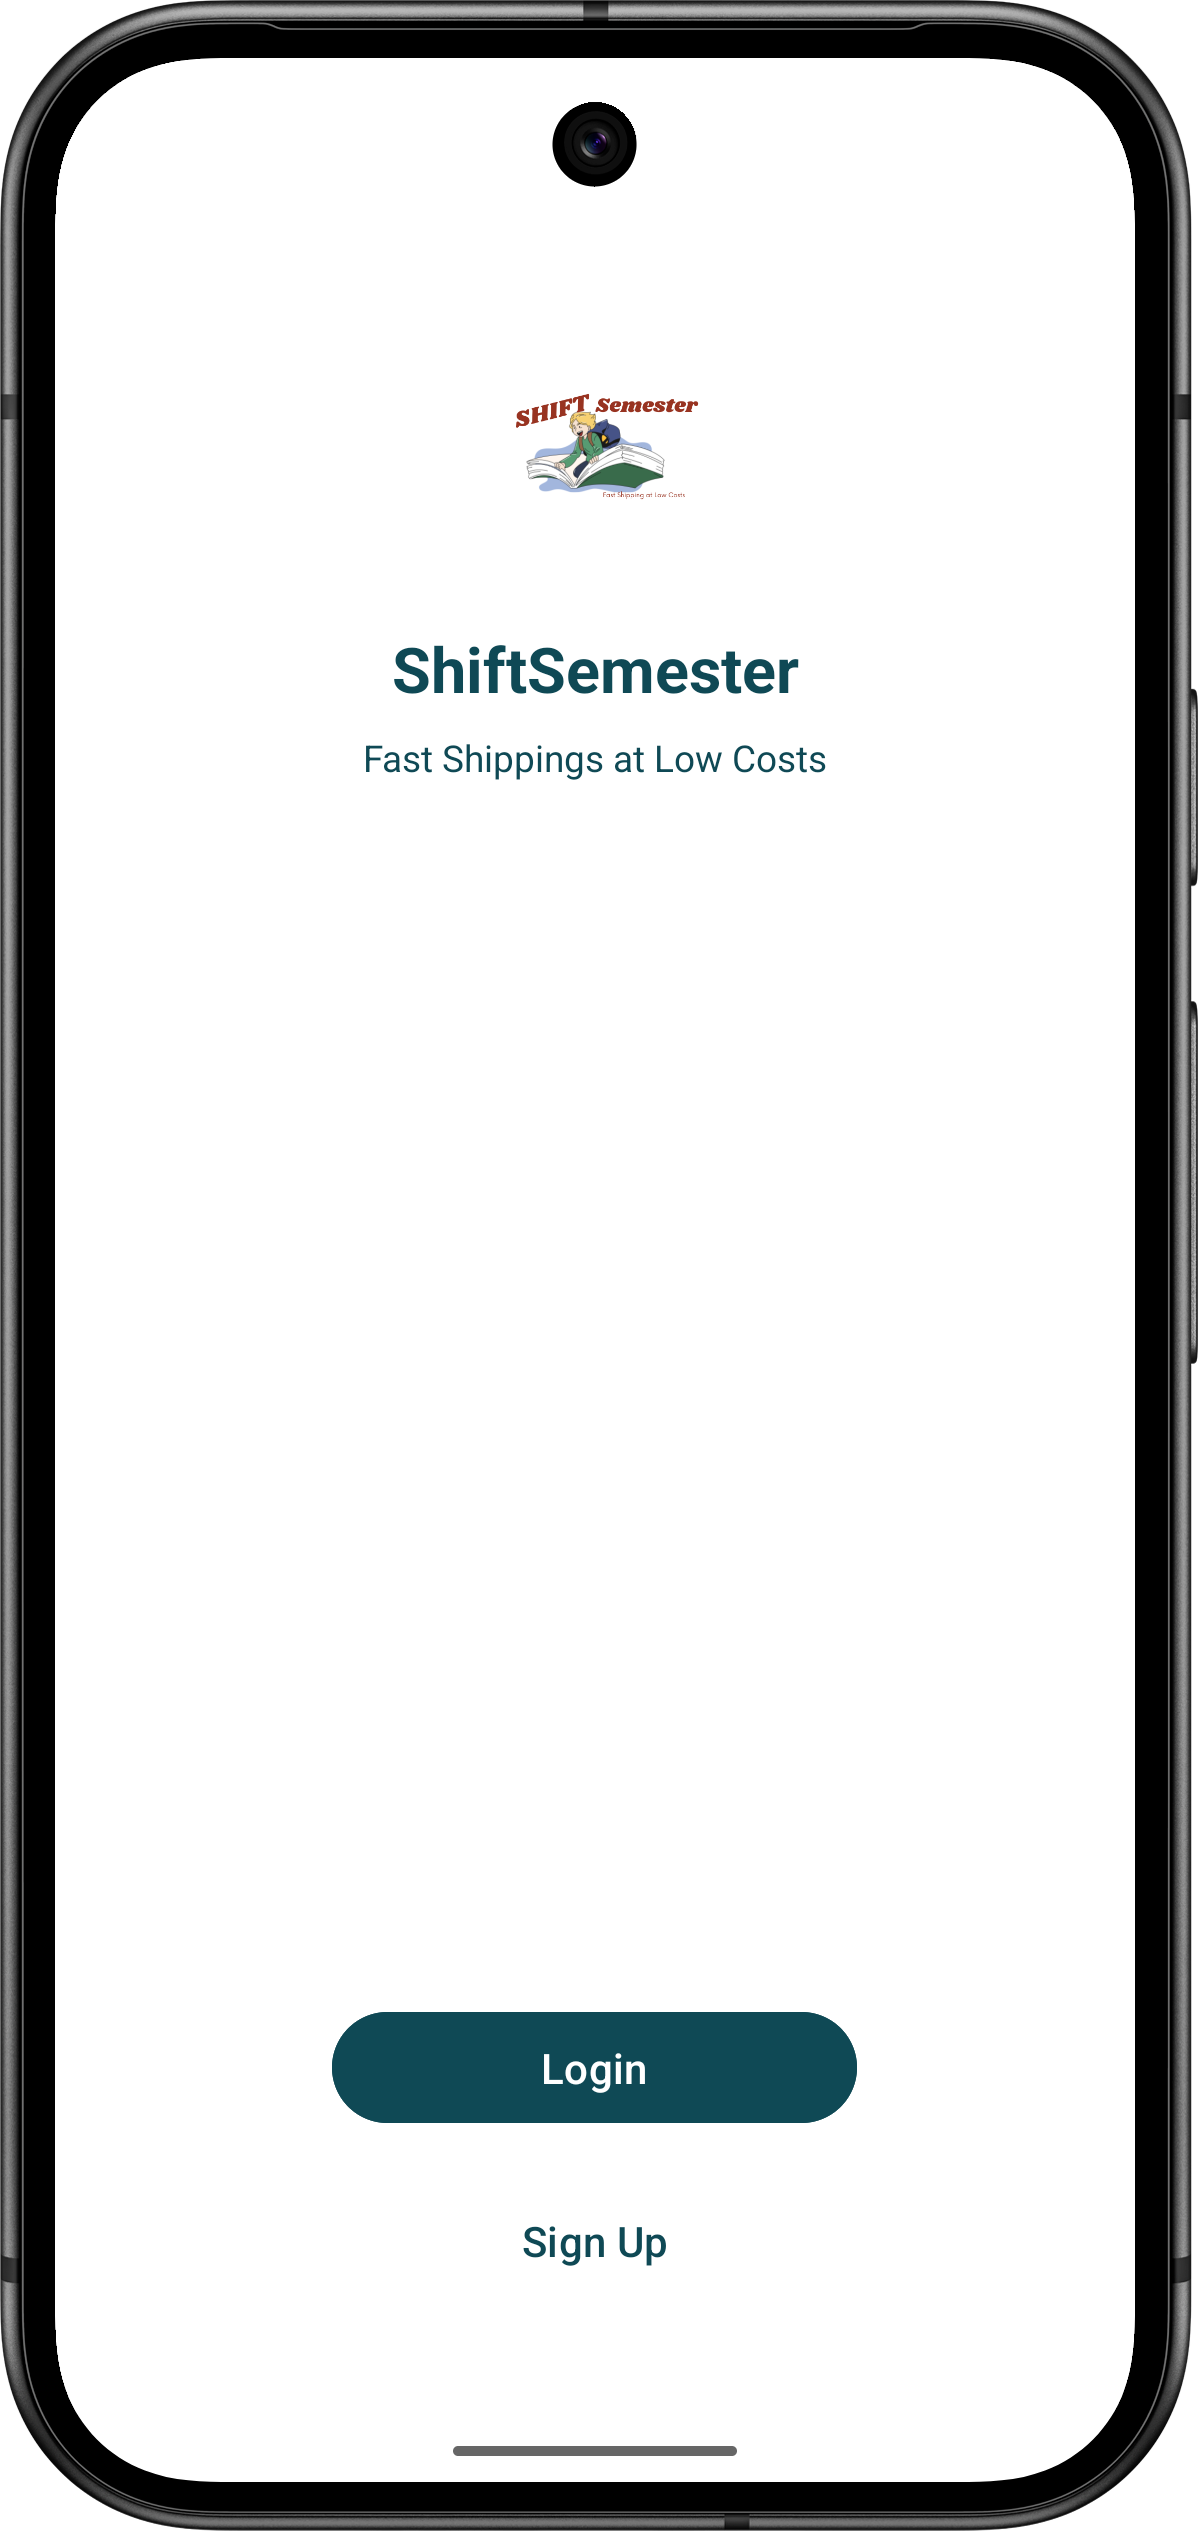 SHIFT Semester
Fast Shipping at Low Costs
ShiftSemester
Fast Shippings at Low Costs
Login
Sign Up